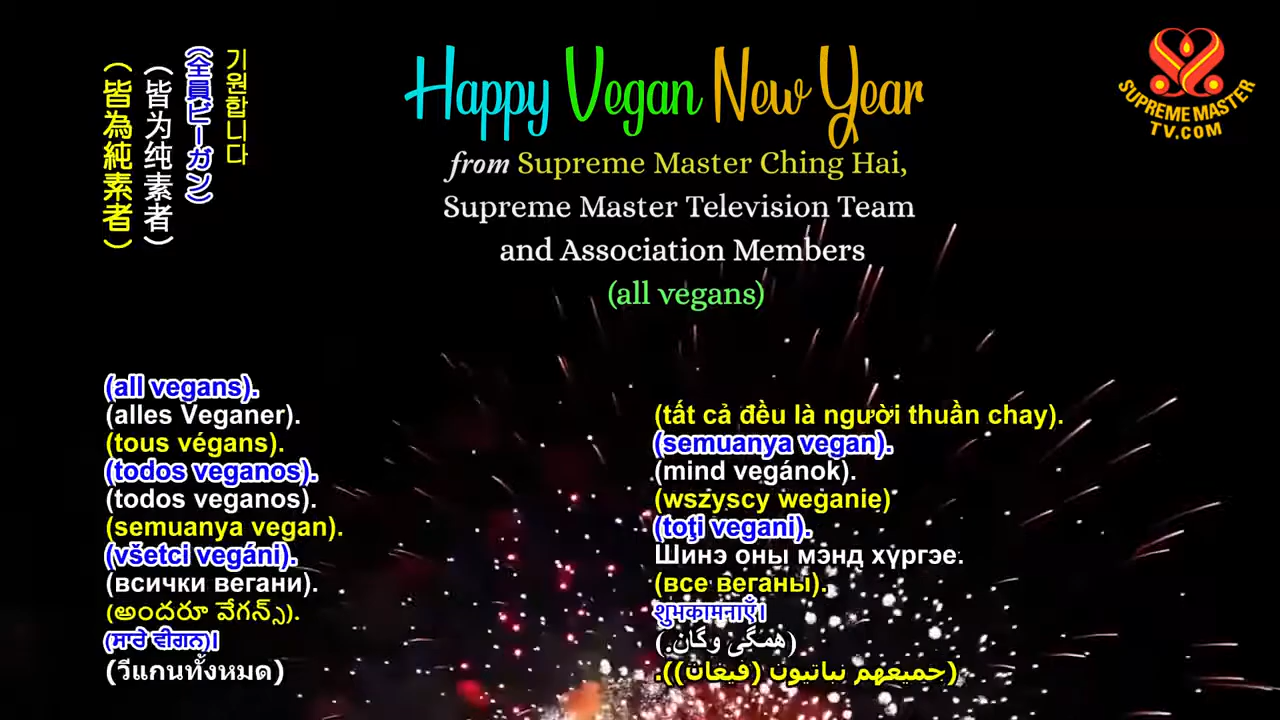 Happy Vegan New Year
from Supreme Master Ching Hai,
Supreme Master Television Team
and Association Members
(all vegans)
SUPREME MASTER
TV.COM
기원합니다
(全員ビーガン)
(皆为纯素者)
(皆為純素者)
(all vegans).
(alles Veganer).
(tous végans).
(todos veganos).
(todos veganos).
(semuanya vegan).
(všetci vegáni).
(всички вегани).
(అందరూ వేగన్స్).
(ਸਾਰੇ ਵੀਗਨ)।
(วีแกนทั้งหมด)
(tất cả đều là người thuần chay).
(semuanya vegan).
(mind vegánok).
(wszyscy weganie)
(toţi vegani).
Шинэ оны мэнд хүргэе.
(все веганы).
शुभकामनाएँ।
(همگی وگان).
(جميعهم نباتيون (فيغان)).